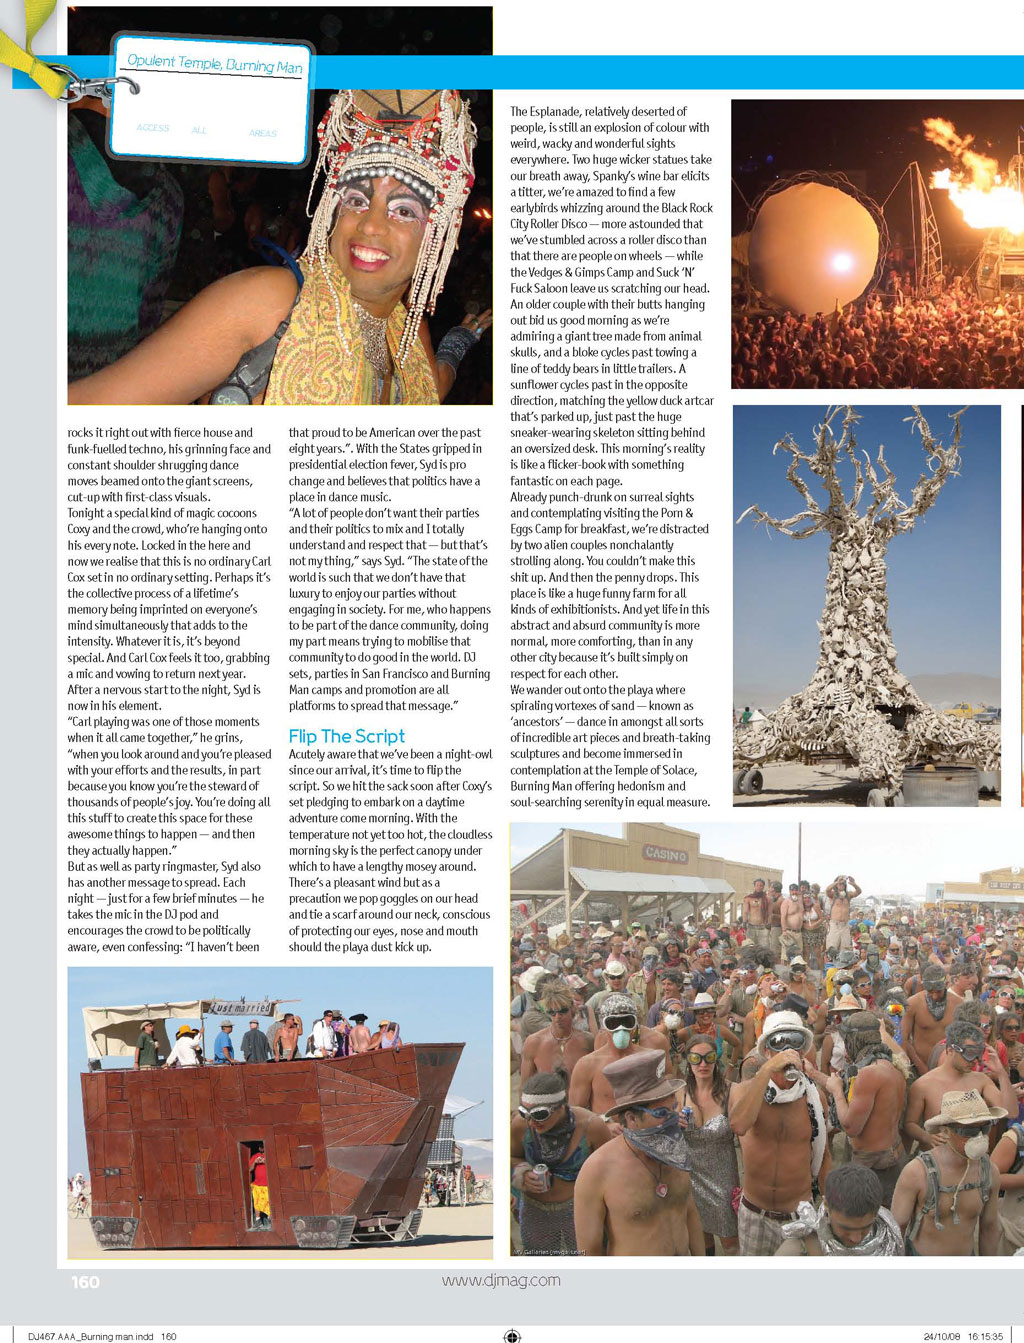 Opulent Temple, Burning Man
ACCESS ALL AREAS
rocks it right out with fierce house and
funk-fuelled techno, his grinning face and
constant shoulder shrugging dance
moves beamed onto the giant screens,
cut-up with first-class visuals.
Tonight a special kind of magic cocoons
Coxy and the crowd, who're hanging onto
his every note. Locked in the here and
now we realise that this is no ordinary Carl
Cox set in no ordinary setting. Perhaps it's
the collective process of a lifetime's
memory being imprinted on everyone's
mind simultaneously that adds to the
intensity. Whatever it is, it's beyond
special. And Carl Cox feels it too, grabbing
a mic and vowing to return next year.
After a nervous start to the night, Syd is
now in his element.
"Carl playing was one of those moments
when it all came together," he grins,
"when you look around and you're pleased
with your efforts and the results, in part
because you know you're the steward of
thousands of people's joy. You're doing all
this stuff to create this space for these
awesome things to happen — and then
they actually happen."
But as well as party ringmaster, Syd also
has another message to spread. Each
night — just for a few brief minutes — he
takes the mic in the DJ pod and
encourages the crowd to be politically
aware, even confessing: "I haven't been
that proud to be American over the past
eight years.". With the States gripped in
presidential election fever, Syd is pro
change and believes that politics have a
place in dance music.
"A lot of people don't want their parties
and their politics to mix and I totally
understand and respect that — but that's
not my thing," says Syd. "The state of the
world is such that we don't have that
luxury to enjoy our parties without
engaging in society. For me, who happens
to be part of the dance community, doing
my part means trying to mobilise that
community to do good in the world. DJ
sets, parties in San Francisco and Burning
Man camps and promotion are all
platforms to spread that message."
Flip The Script
Acutely aware that we've been a night-owl
since our arrival, it's time to flip the
script. So we hit the sack soon after Coxy's
set pledging to embark on a daytime
adventure come morning. With the
temperature not yet too hot, the cloudless
morning sky is the perfect canopy under
which to have a lengthy mosey around.
There's a pleasant wind but as a
precaution we pop goggles on our head
and tie a scarf around our neck, conscious
of protecting our eyes, nose and mouth
should the playa dust kick up.
The Esplanade, relatively deserted of
people, is still an explosion of colour with
weird, wacky and wonderful sights
everywhere. Two huge wicker statues take
our breath away, Spanky's wine bar elicits
a titter, we're amazed to find a few
earlybirds whizzing around the Black Rock
City Roller Disco — more astounded that
we've stumbled across a roller disco than
that there are people on wheels — while
the Vedges & Gimps Camp and Suck 'N'
Fuck Saloon leave us scratching our head.
An older couple with their butts hanging
out bid us good morning as we're
admiring a giant tree made from animal
skulls, and a bloke cycles past towing a
line of teddy bears in little trailers. A
sunflower cycles past in the opposite
direction, matching the yellow duck artcar
that's parked up, just past the huge
sneaker-wearing skeleton sitting behind
an oversized desk. This morning's reality
is like a flicker-book with something
fantastic on each page.
Already punch-drunk on surreal sights
and contemplating visiting the Porn &
Eggs Camp for breakfast, we're distracted
by two alien couples nonchalantly
strolling along. You couldn't make this
shit up. And then the penny drops. This
place is like a huge funny farm for all
kinds of exhibitionists. And yet life in this
abstract and absurd community is more
normal, more comforting, than in any
other city because it's built simply on
respect for each other.
We wander out onto the playa where
spiraling vortexes of sand — known as
'ancestors' — dance in amongst all sorts
of incredible art pieces and breath-taking
sculptures and become immersed in
contemplation at the Temple of Solace,
Burning Man offering hedonism and
soul-searching serenity in equal measure.
CASINO
just married
160
www.djmag.com
DJ467.AAA_Burning man.indd 160
24/10/08 16:15:35